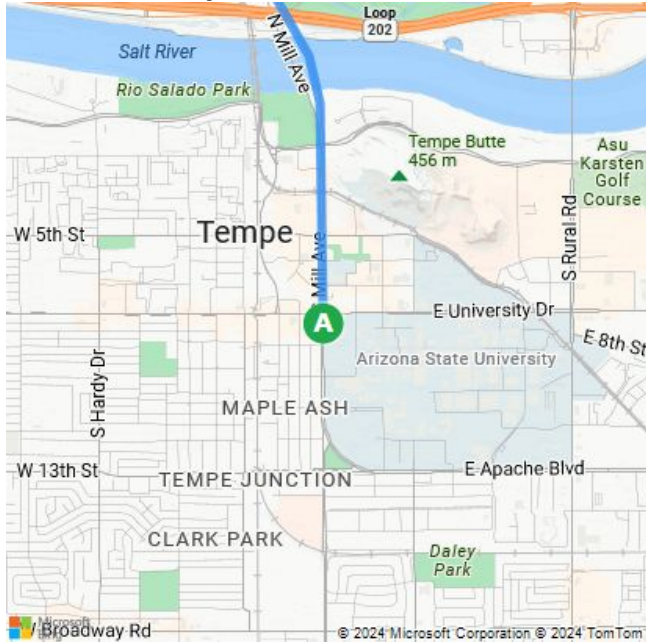 Loop
202
N Mill Ave
Salt River
Rio Salado Park
Tempe Butte
456 m
Asu
Karsten
Golf
Course
S Rural Rd
W 5th St
Tempe
Mill Ave
A
E University Dr
E 8th St
Arizona State University
S Hardy Dr
MAPLE ASH
W 13th St
TEMPE JUNCTION
E Apache Blvd
CLARK PARK
Daley
Park
Microsoft
W Broadway Rd
© 2024 Microsoft Corporation © 2024 TomTom